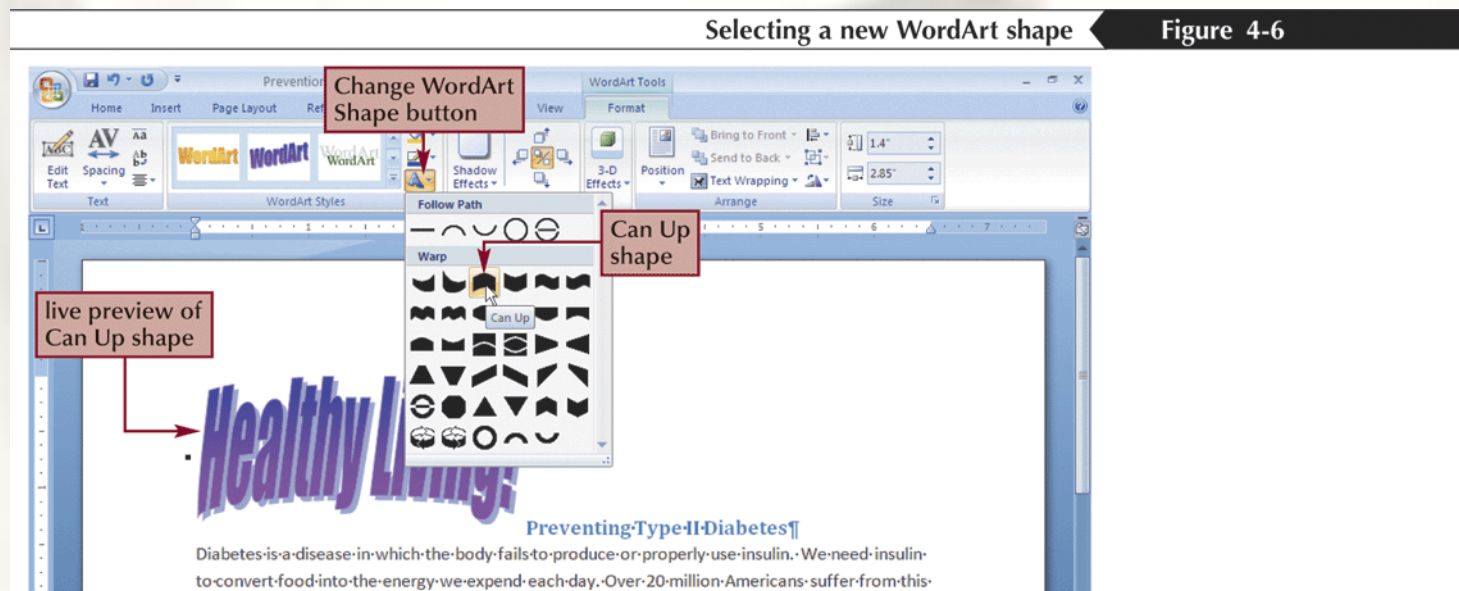 Selecting a new WordArt shape
Figure 4-6
Prevention
WordArt Tools
Home Insert Page Layout View Format
Change WordArt
Shape button
Edit
Text
Spacing
WordArt WordArt WordArt
Shadow
Effects
3-D
Effects
Position
Bring to Front
Send to Back
Text Wrapping
1.4"
2.85"
Text WordArt Styles Arrange Size
Follow Path
Warp
Can Up
Can Up
shape
live preview of
Can Up shape
Healthy Living!
Preventing·Type·II·Diabetes¶
Diabetes·is·a·disease·in·which·the·body·fails·to·produce·or·properly·use·insulin.·We·need·insulin·
to·convert·food·into·the·energy·we·expend·each·day.·Over·20·million·Americans·suffer·from·this·